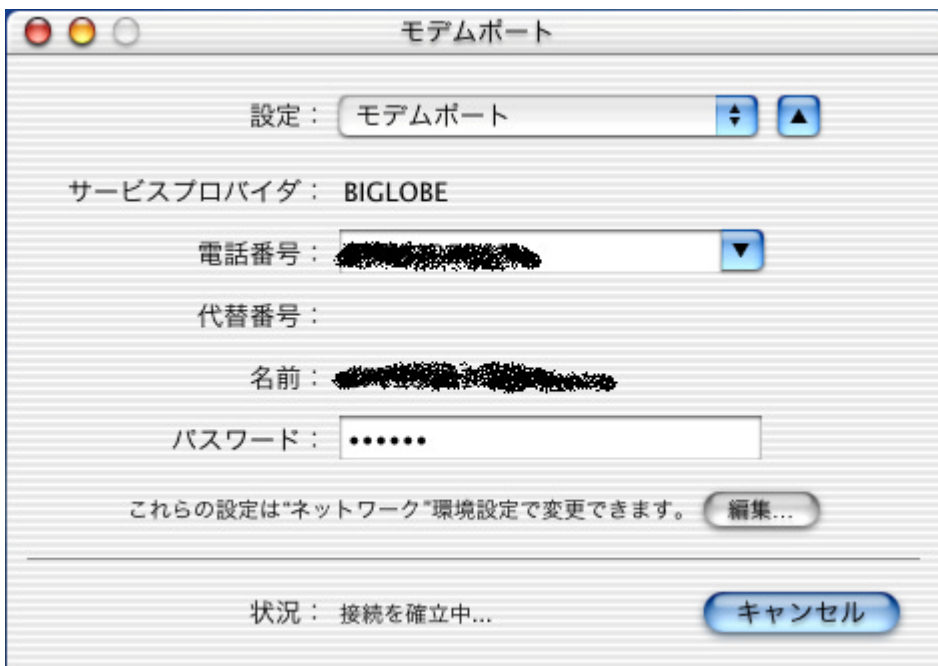 モデムポート
設定： モデムポート
サービスプロバイダ： BIGLOBE
電話番号：
代替番号：
名前：
パスワード： ••••••
これらの設定は“ネットワーク”環境設定で変更できます。 編集...
状況： 接続を確立中... キャンセル